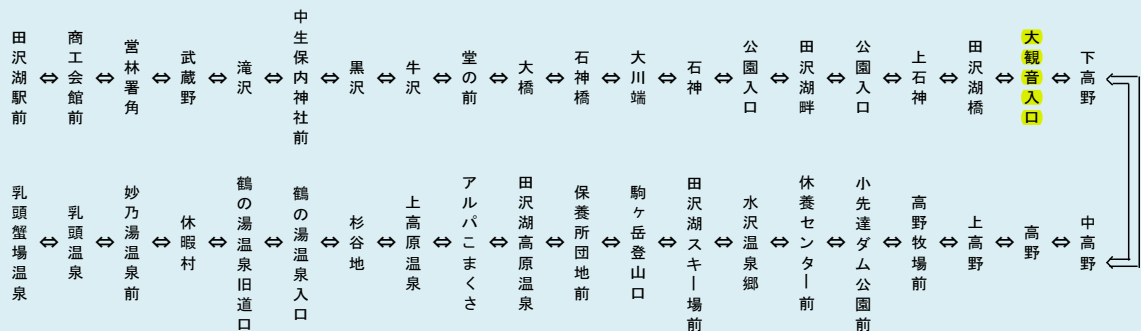 田沢湖駅前 ⇔ 商工会館前 ⇔ 営林署角 ⇔ 武蔵野 ⇔ 滝沢 ⇔ 中生保内神社前 ⇔ 黒沢 ⇔ 牛沢 ⇔ 堂の前 ⇔ 大橋 ⇔ 石神橋 ⇔ 大川端 ⇔ 石神 ⇔ 公園入口 ⇔ 田沢湖畔 ⇔ 公園入口 ⇔ 上石神 ⇔ 田沢湖橋 ⇔ 大観音入口 ⇔ 下高野
乳頭蟹場温泉 ⇔ 乳頭温泉 ⇔ 妙乃湯温泉前 ⇔ 休暇村 ⇔ 鶴の湯温泉旧道口 ⇔ 鶴の湯温泉入口 ⇔ 杉谷地 ⇔ 上高原温泉 ⇔ アルパこまくさ ⇔ 田沢湖高原温泉 ⇔ 保養所団地前 ⇔ 駒ヶ岳登山口 ⇔ 田沢湖スキー場前 ⇔ 水沢温泉郷 ⇔ 休養センター前 ⇔ 小先達ダム公園前 ⇔ 高野牧場前 ⇔ 上高野 ⇔ 高野 ⇔ 中高野